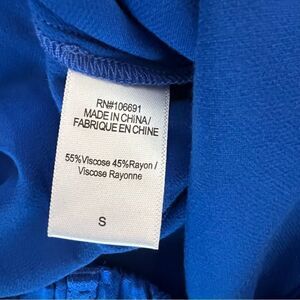 RN#106691
MADE IN CHINA/
FABRIQUE EN CHINE
55%Viscose 45%Rayon /
Viscose Rayonne
S